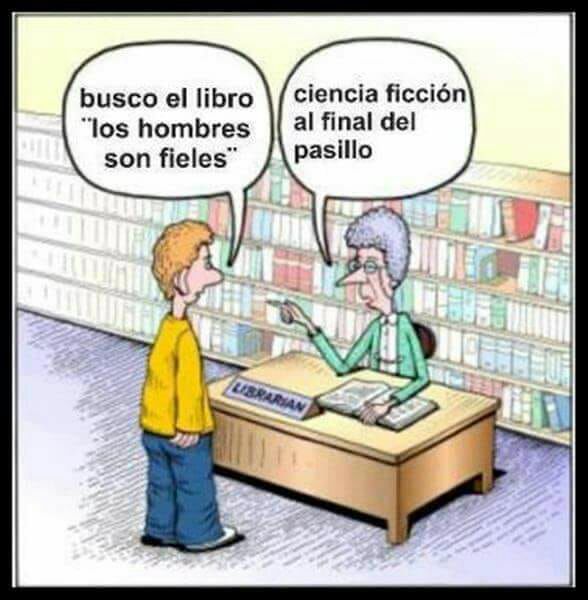 busco el libro
¨los hombres
son fieles¨
ciencia ficción
al final del
pasillo
LIBRARIAN